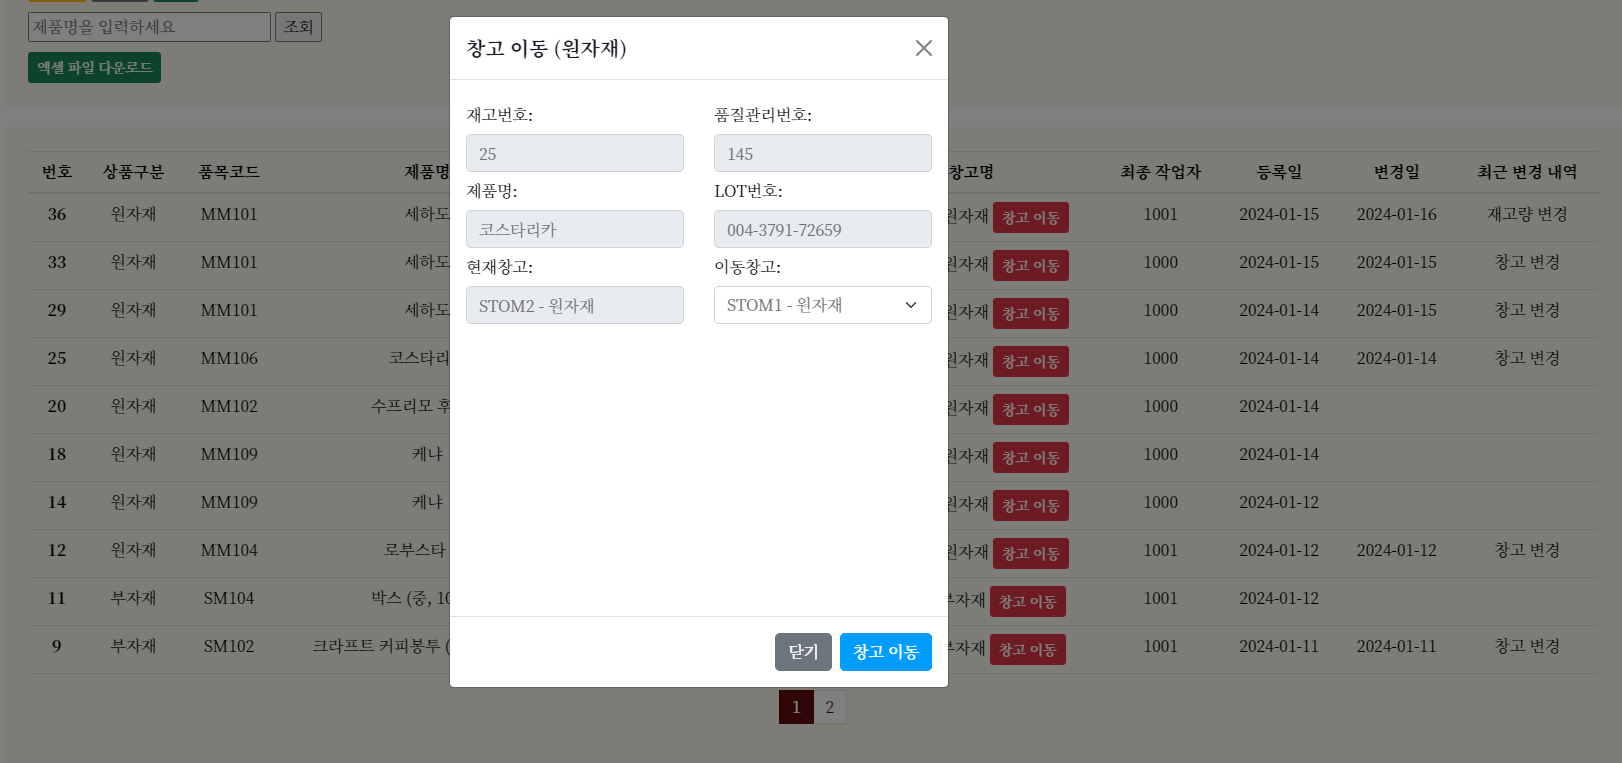 제품명을 입력하세요 조회
엑셀 파일 다운로드
창고 이동 (원자재)
재고번호: 품질관리번호:
25 145
제품명: LOT번호:
코스타리카 004-3791-72659
현재창고: 이동창고:
STOM2 - 원자재 STOM1 - 원자재
닫기 창고 이동
번호 상품구분 품목코드 제품명 창고명 최종 작업자 등록일 변경일 최근 변경 내역
36 원자재 MM101 세하도 원자재 창고 이동 1001 2024-01-15 2024-01-16 재고량 변경
33 원자재 MM101 세하도 원자재 창고 이동 1000 2024-01-15 2024-01-15 창고 변경
29 원자재 MM101 세하도 원자재 창고 이동 1000 2024-01-14 2024-01-15 창고 변경
25 원자재 MM106 코스타리 원자재 창고 이동 1000 2024-01-14 2024-01-14 창고 변경
20 원자재 MM102 수프리모 후 원자재 창고 이동 1000 2024-01-14
18 원자재 MM109 케냐 원자재 창고 이동 1000 2024-01-14
14 원자재 MM109 케냐 원자재 창고 이동 1000 2024-01-12
12 원자재 MM104 로부스타 원자재 창고 이동 1001 2024-01-12 2024-01-12 창고 변경
11 부자재 SM104 박스 (중, 10 부자재 창고 이동 1001 2024-01-12
9 부자재 SM102 크라프트 커피봉투 ( 부자재 창고 이동 1001 2024-01-11 2024-01-11 창고 변경
1 2